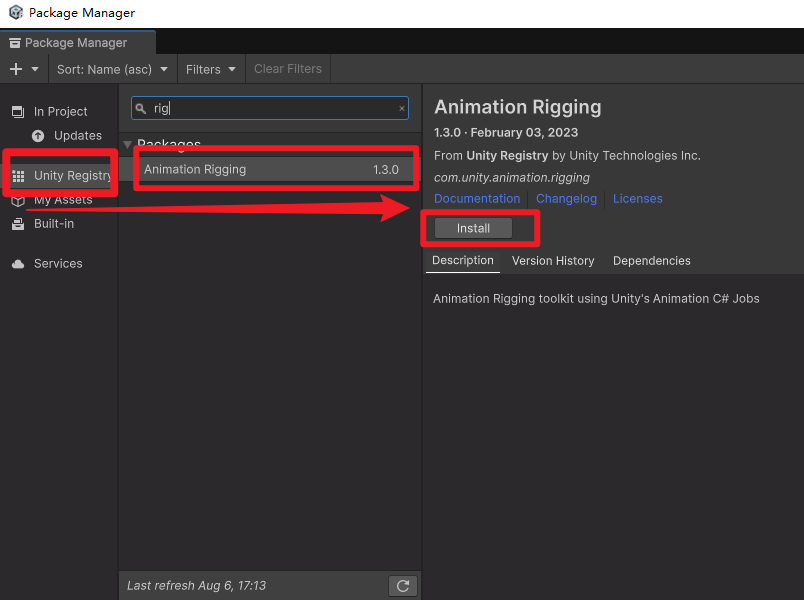 Package Manager
Package Manager
Sort: Name (asc)
Filters
Clear Filters
In Project
Updates
Unity Registry
My Assets
Built-in
Services
rig
Packages
Animation Rigging 1.3.0
Last refresh Aug 6, 17:13
Animation Rigging
1.3.0 · February 03, 2023
From Unity Registry by Unity Technologies Inc.
com.unity.animation.rigging
Documentation Changelog Licenses
Install
Description Version History Dependencies
Animation Rigging toolkit using Unity's Animation C# Jobs